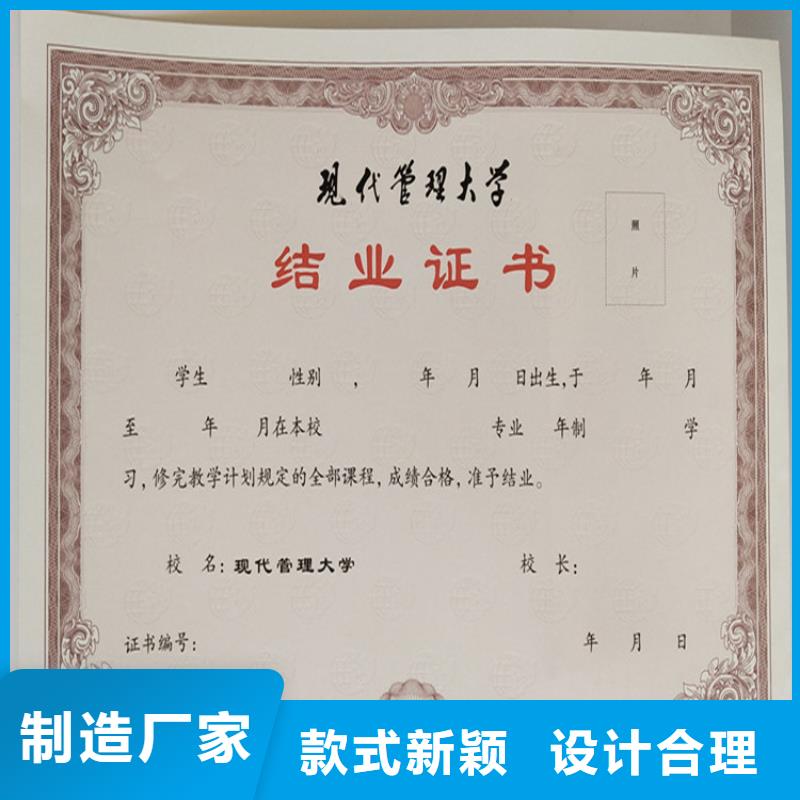 现代管理大学
结业证书
照
片
学生 性别 , 年 月 日出生,于 年 月
至 年 月在本校 专业 年制 学
习,修完教学计划规定的全部课程,成绩合格,准予结业。
校 名:现代管理大学 校 长:
证书编号: 年 月 日
制造厂家
款式新颖 设计合理